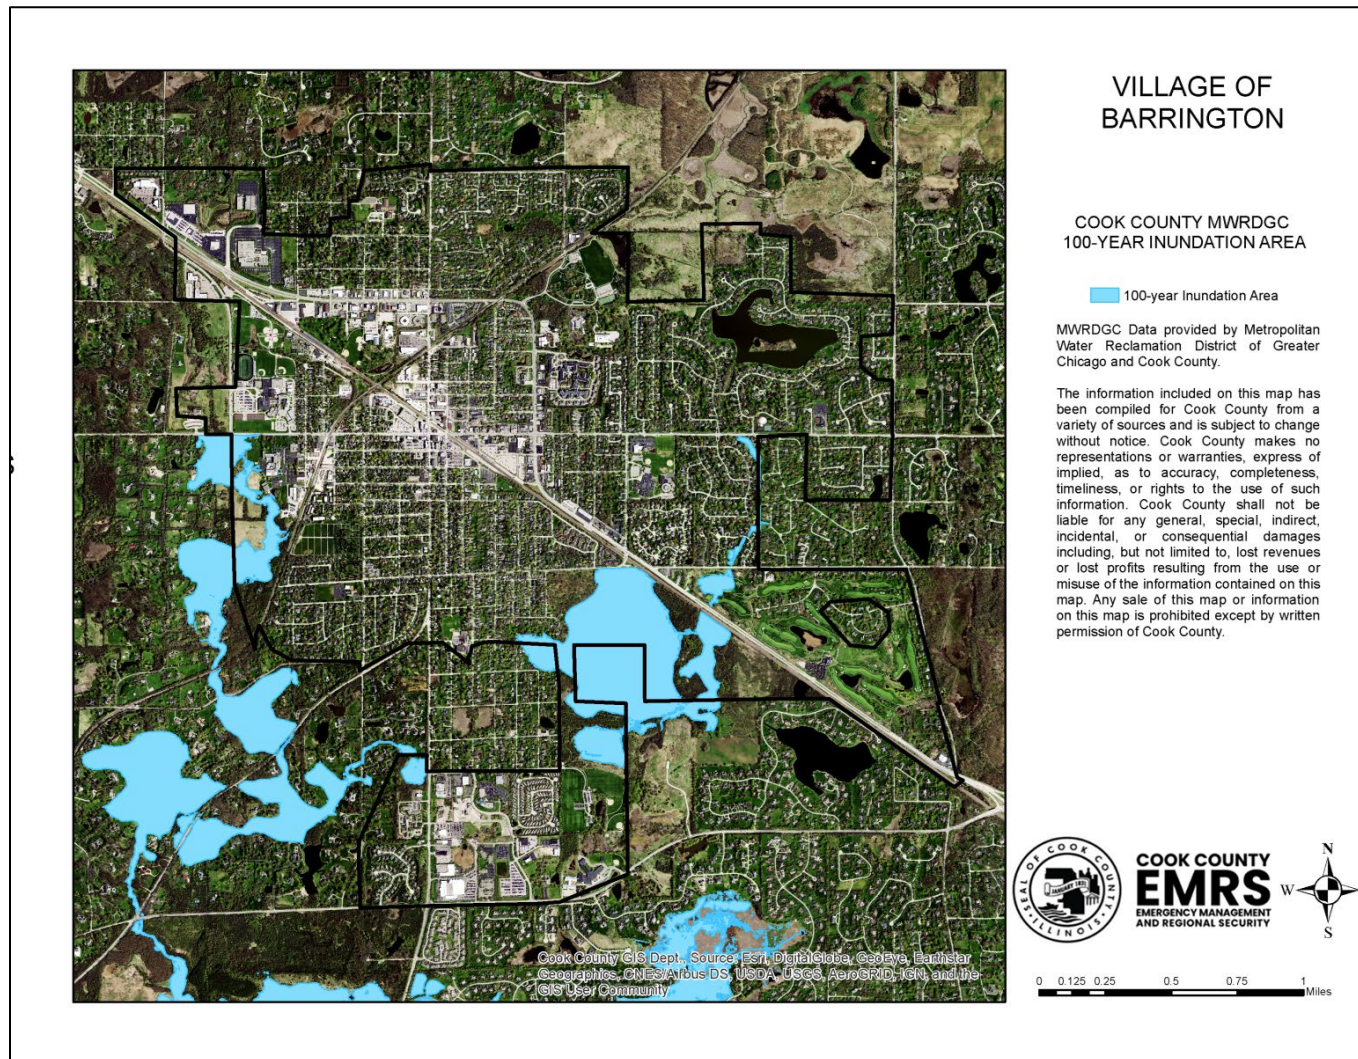 VILLAGE OF
BARRINGTON
COOK COUNTY MWRDGC
100-YEAR INUNDATION AREA
100-year Inundation Area
MWRDGC Data provided by Metropolitan
Water Reclamation District of Greater
Chicago and Cook County.
The information included on this map has
been compiled for Cook County from a
variety of sources and is subject to change
without notice. Cook County makes no
representations or warranties, express of
implied, as to accuracy, completeness,
timeliness, or rights to the use of such
information. Cook County shall not be
liable for any general, special, indirect,
incidental, or consequential damages
including, but not limited to, lost revenues
or lost profits resulting from the use or
misuse of the information contained on this
map. Any sale of this map or information
on this map is prohibited except by written
permission of Cook County.
SEAL OF COOK COUNTY, ILLINOIS
JANUARY 1831
COOK COUNTY
EMRS
EMERGENCY MANAGEMENT
AND REGIONAL SECURITY
N
W
S
0 0.125 0.25 0.5 0.75 1
Miles
Cook County GIS Dept., Source: Esri, DigitalGlobe, GeoEye, Earthstar
Geographics, CNES/Airbus DS, USDA, USGS, AeroGRID, IGN, and the
GIS User Community